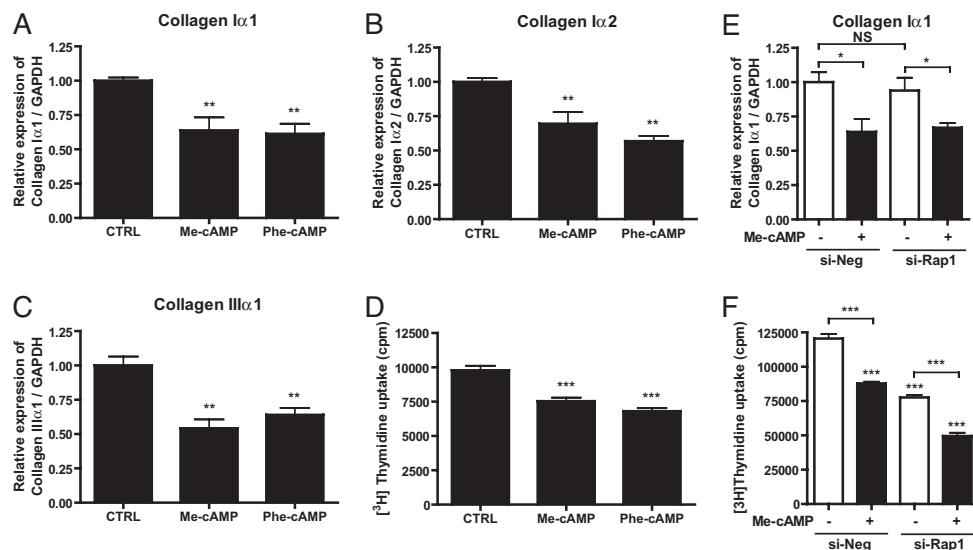 A
Collagen Iα1
Relative expression of
Collagen Iα1 / GAPDH
1.25
1.00
0.75
0.50
0.25
0.00
**
**
CTRL
Me-cAMP
Phe-cAMP
B
Collagen Iα2
Relative expression of
Collagen Iα2 / GAPDH
1.25
1.00
0.75
0.50
0.25
0.00
**
**
CTRL
Me-cAMP
Phe-cAMP
E
Collagen Iα1
Relative expression of
Collagen Iα1 / GAPDH
1.25
1.00
0.75
0.50
0.25
0.00
NS
*
*
Me-cAMP - + - +
si-Neg si-Rap1
C
Collagen IIIα1
Relative expression of
Collagen IIIα1 / GAPDH
1.25
1.00
0.75
0.50
0.25
0.00
**
**
CTRL
Me-cAMP
Phe-cAMP
D
[³H] Thymidine uptake (cpm)
12500
10000
7500
5000
2500
0
***
***
CTRL
Me-cAMP
Phe-cAMP
F
[3H]Thymidine uptake (cpm)
125000
100000
75000
50000
25000
0
***
***
***
***
***
Me-cAMP - + - +
si-Neg si-Rap1